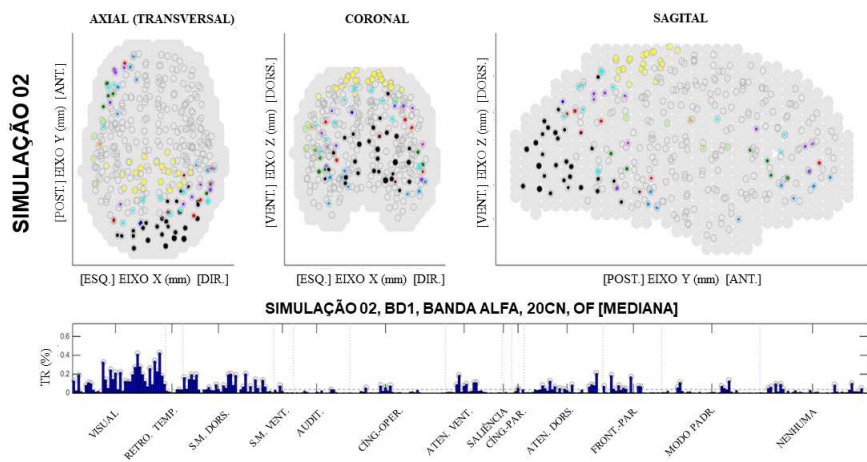 AXIAL (TRANSVERSAL)
CORONAL
SAGITAL
SIMULAÇÃO 02
[POST.] EIXO Y (mm) [ANT.]
[VENT.] EIXO Z (mm) [DORS.]
[VENT.] EIXO Z (mm) [DORS.]
[ESQ.] EIXO X (mm) [DIR.]
[ESQ.] EIXO X (mm) [DIR.]
[POST.] EIXO Y (mm) [ANT.]
SIMULAÇÃO 02, BD1, BANDA ALFA, 20CN, OF [MEDIANA]
TR (%)
0.6
0.4
0.2
0
VISUAL
RETRO. TEMP.
S.M. DORS.
S.M. VENT.
AUDIT.
CÍNG-OPER.
ATEN. VENT.
SALIÊNCIA
CÍNG-PAR.
ATEN. DORS.
FRONT.-PAR.
MODO PADR.
NENHUMA